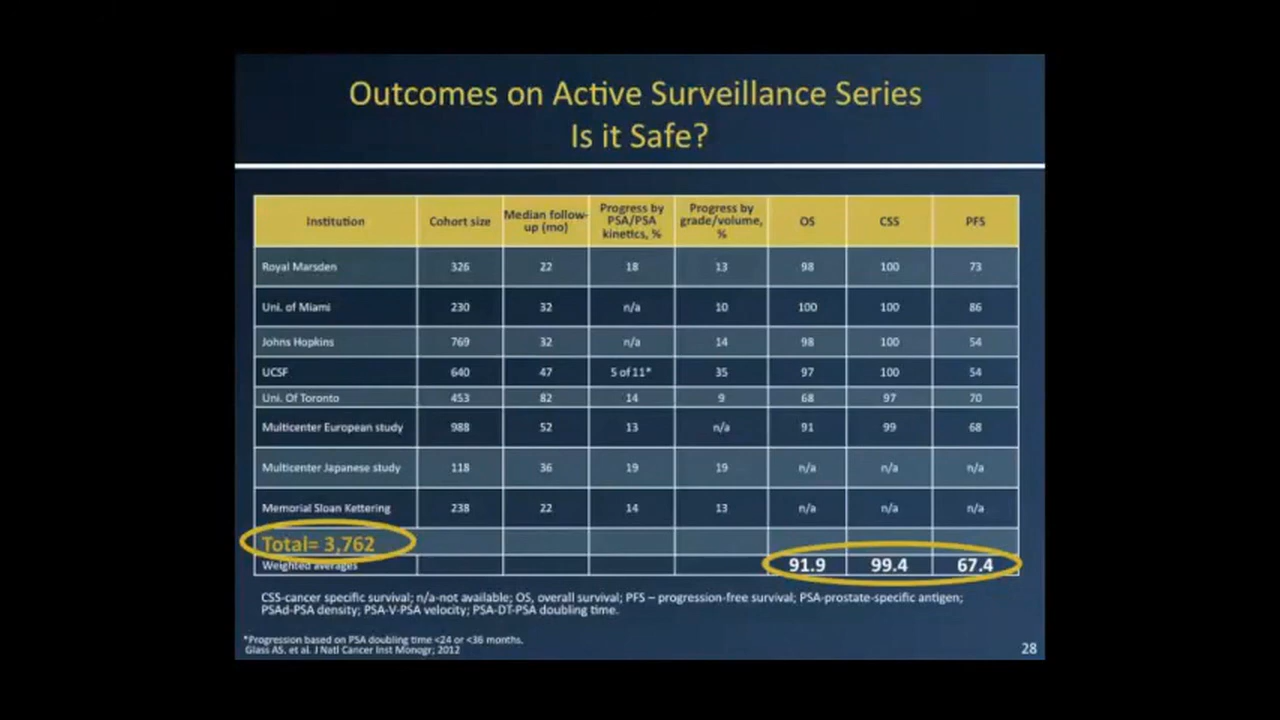 Outcomes on Active Surveillance Series
Is it Safe?
Institution Cohort size Median follow-up (mo) Progress by PSA/PSA kinetics, % Progress by grade/volume, % OS CSS PFS
Royal Marsden 326 22 18 13 98 100 73
Uni. of Miami 230 32 n/a 10 100 100 86
Johns Hopkins 769 32 n/a 14 98 100 54
UCSF 640 47 5 of 11* 35 97 100 54
Uni. Of Toronto 453 82 14 9 68 97 70
Multicenter European study 988 52 13 n/a 91 99 68
Multicenter Japanese study 118 36 19 19 n/a n/a n/a
Memorial Sloan Kettering 238 22 14 13 n/a n/a n/a
Total= 3,762
Weighted averages 91.9 99.4 67.4
CSS-cancer specific survival; n/a-not available; OS, overall survival; PFS – progression-free survival; PSA-prostate-specific antigen;
PSAd-PSA density; PSA-V-PSA velocity; PSA-DT-PSA doubling time.
*Progression based on PSA doubling time <24 or <36 months.
Glass AS. et al. J Natl Cancer Inst Monogr; 2012
28